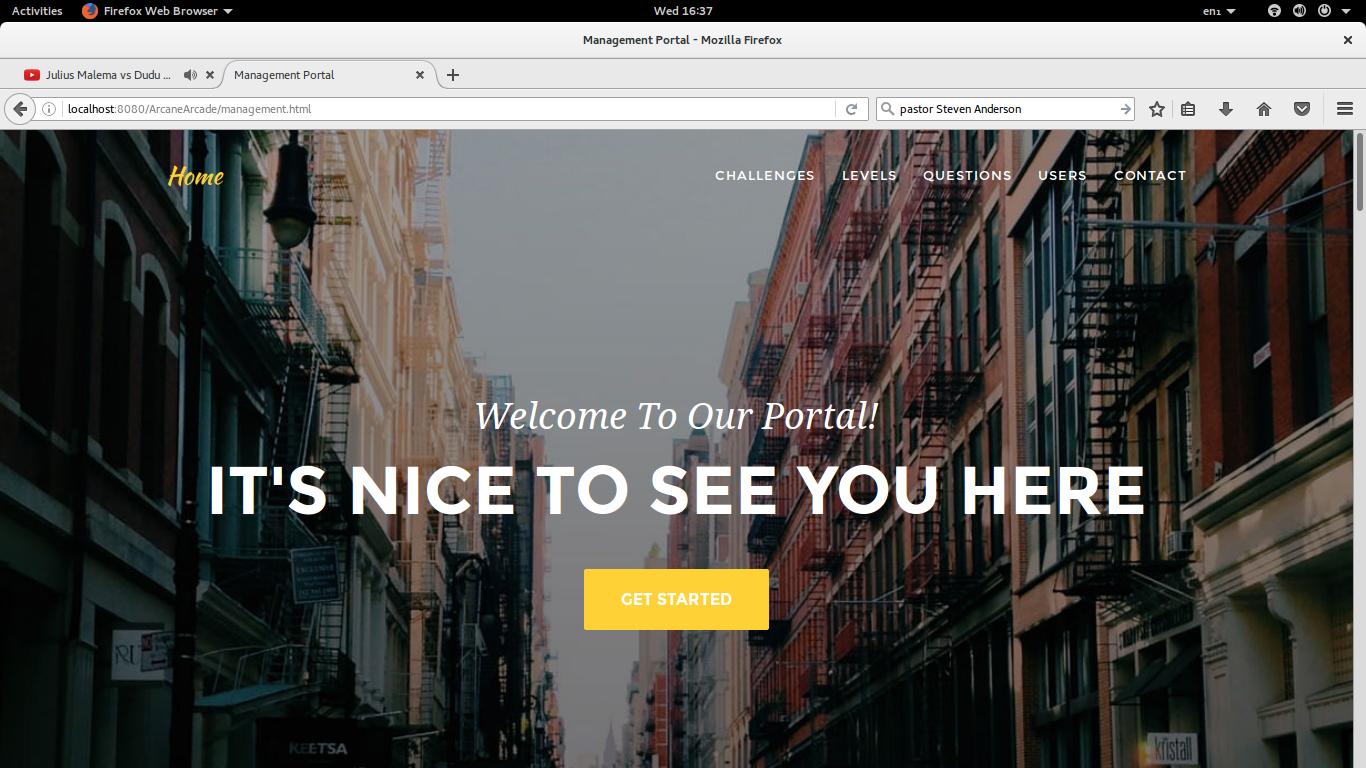 Activities Firefox Web Browser Wed 16:37 en₁
Management Portal - Mozilla Firefox
Julius Malema vs Dudu ... Management Portal
localhost:8080/ArcaneArcade/management.html pastor Steven Anderson
Home CHALLENGES LEVELS QUESTIONS USERS CONTACT
Welcome To Our Portal!
IT'S NICE TO SEE YOU HERE
GET STARTED
KEETSA
kristall